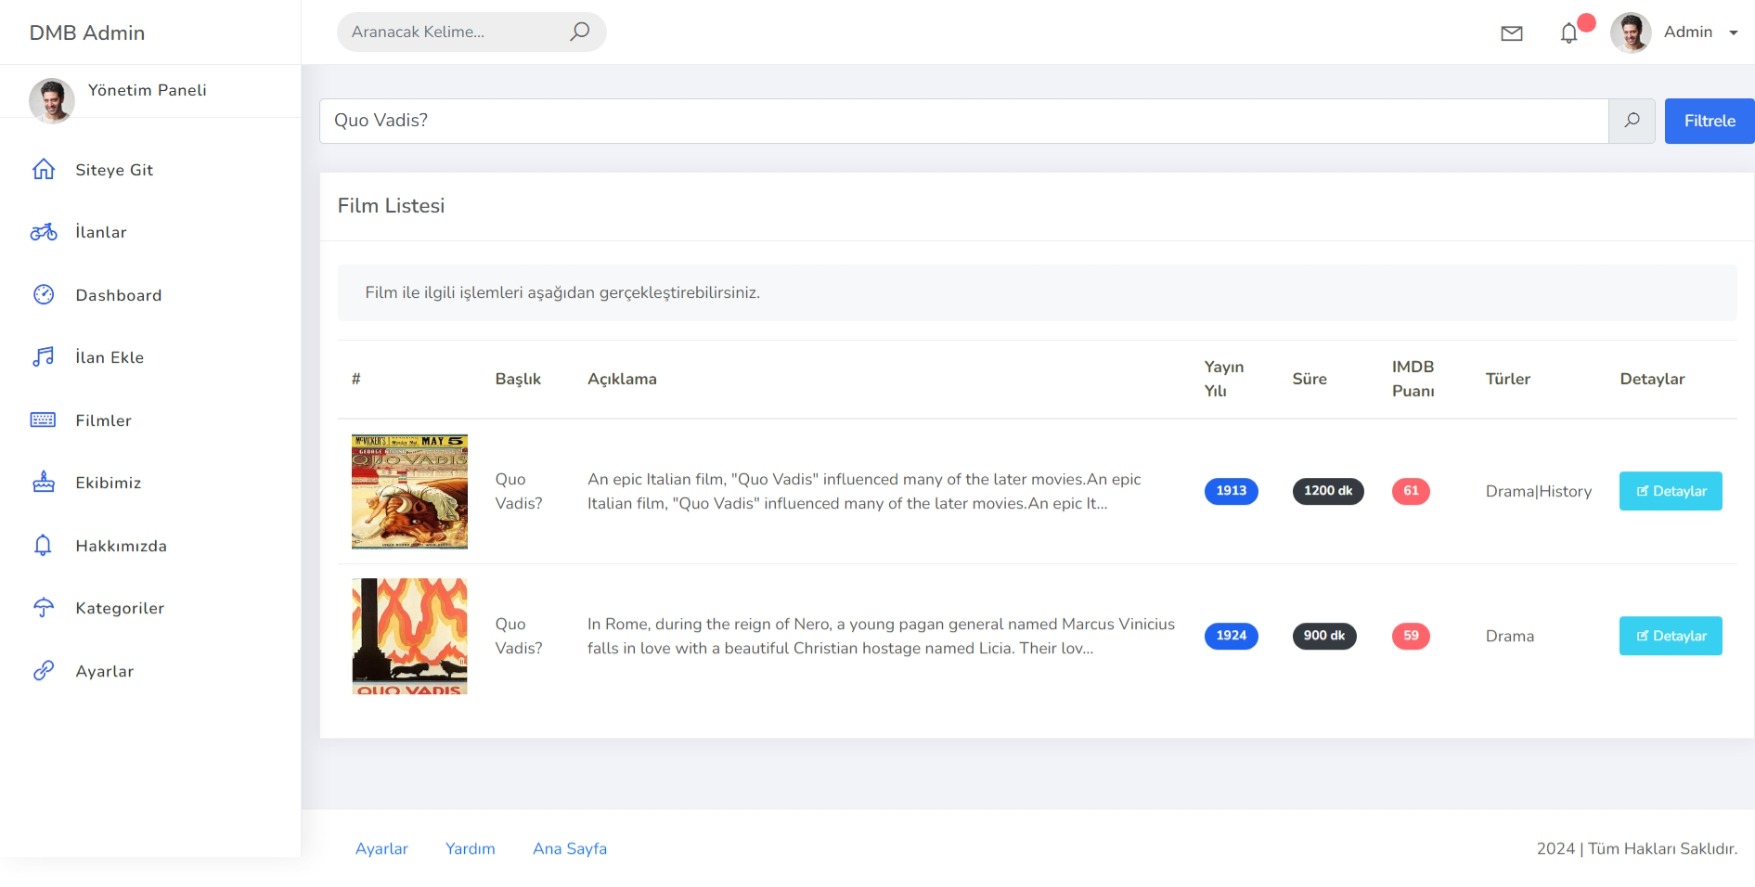 DMB Admin
Aranacak Kelime...
Admin
Yönetim Paneli
Siteye Git
İlanlar
Dashboard
İlan Ekle
Filmler
Ekibimiz
Hakkımızda
Kategoriler
Ayarlar
Quo Vadis?
Filtrele
Film Listesi
Film ile ilgili işlemleri aşağıdan gerçekleştirebilirsiniz.
# Başlık Açıklama Yayın Yılı Süre IMDB Puanı Türler Detaylar
MAY 5
QUO VADIS
Quo
Vadis?
An epic Italian film, "Quo Vadis" influenced many of the later movies.An epic
Italian film, "Quo Vadis" influenced many of the later movies.An epic It...
1913
1200 dk
61
Drama|History
Detaylar
QUO VADIS
Quo
Vadis?
In Rome, during the reign of Nero, a young pagan general named Marcus Vinicius
falls in love with a beautiful Christian hostage named Licia. Their lov...
1924
900 dk
59
Drama
Detaylar
Ayarlar
Yardım
Ana Sayfa
2024 | Tüm Hakları Saklıdır.